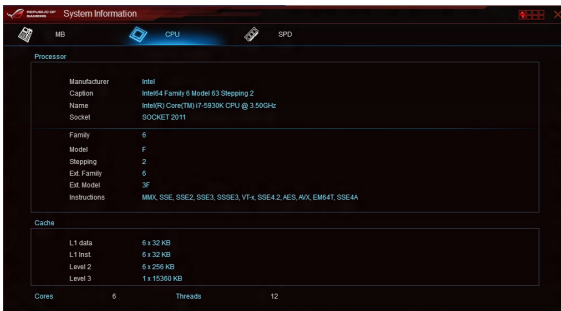 REPUBLIC OF GAMERS System Information
MB CPU SPD
Processor
Manufacturer Intel
Caption Intel64 Family 6 Model 63 Stepping 2
Name Intel(R) Core(TM) i7-5930K CPU @ 3.50GHz
Socket SOCKET 2011
Family 6
Model F
Stepping 2
Ext. Family 6
Ext. Model 3F
Instructions MMX, SSE, SSE2, SSE3, SSSE3, VT-x, SSE4.2, AES, AVX, EM64T, SSE4A
Cache
L1 data 6 x 32 KB
L1 Inst. 6 x 32 KB
Level 2 6 x 256 KB
Level 3 1 x 15360 KB
Cores 6 Threads 12